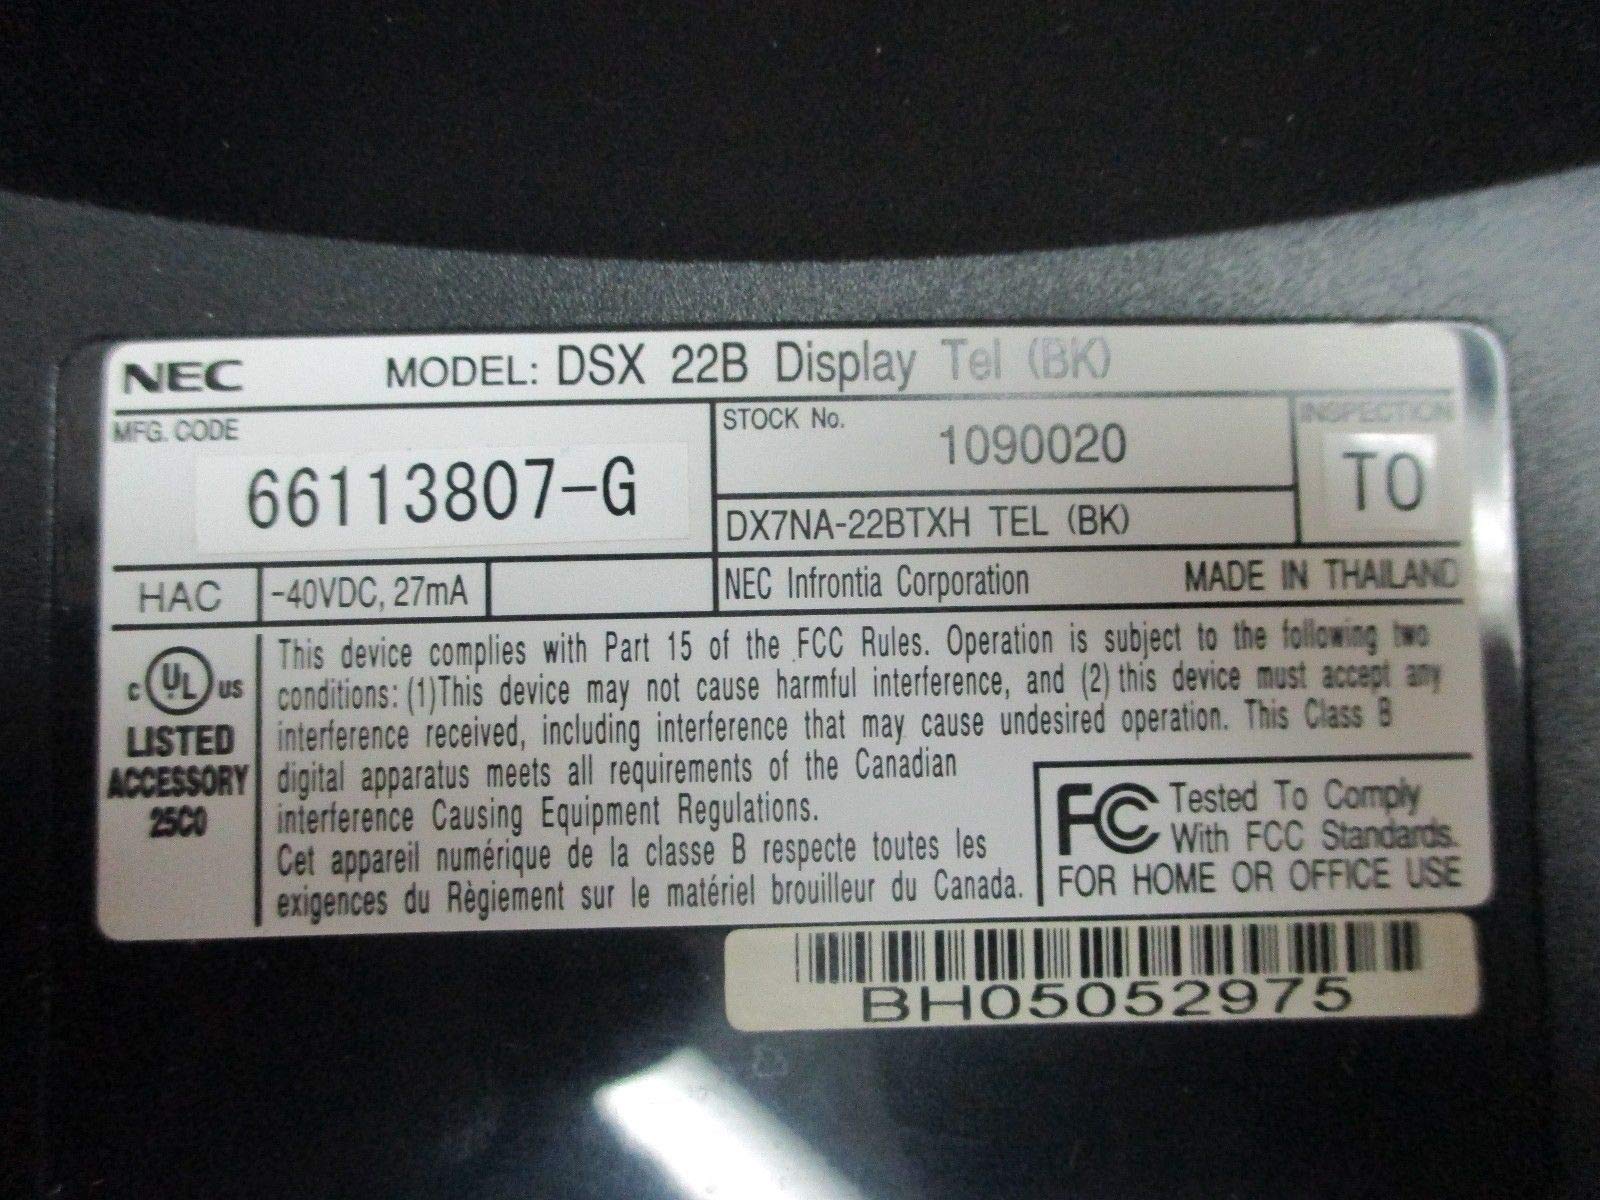 NEC MODEL: DSX 22B Display Tel (BK)
MFG. CODE
66113807-G
STOCK No.
1090020
DX7NA-22BTXH TEL (BK)
INSPECTION
TO
HAC
-40VDC, 27mA
NEC Infrontia Corporation MADE IN THAILAND
c UL US
LISTED
ACCESSORY
25C0
This device complies with Part 15 of the FCC Rules. Operation is subject to the following two
conditions: (1)This device may not cause harmful interference, and (2) this device must accept any
interference received, including interference that may cause undesired operation. This Class B
digital apparatus meets all requirements of the Canadian
interference Causing Equipment Regulations.
Cet appareil numérique de la classe B respecte toutes les
exigences du Règiement sur le matériel brouilleur du Canada.
FC Tested To Comply
With FCC Standards.
FOR HOME OR OFFICE USE
BH05052975